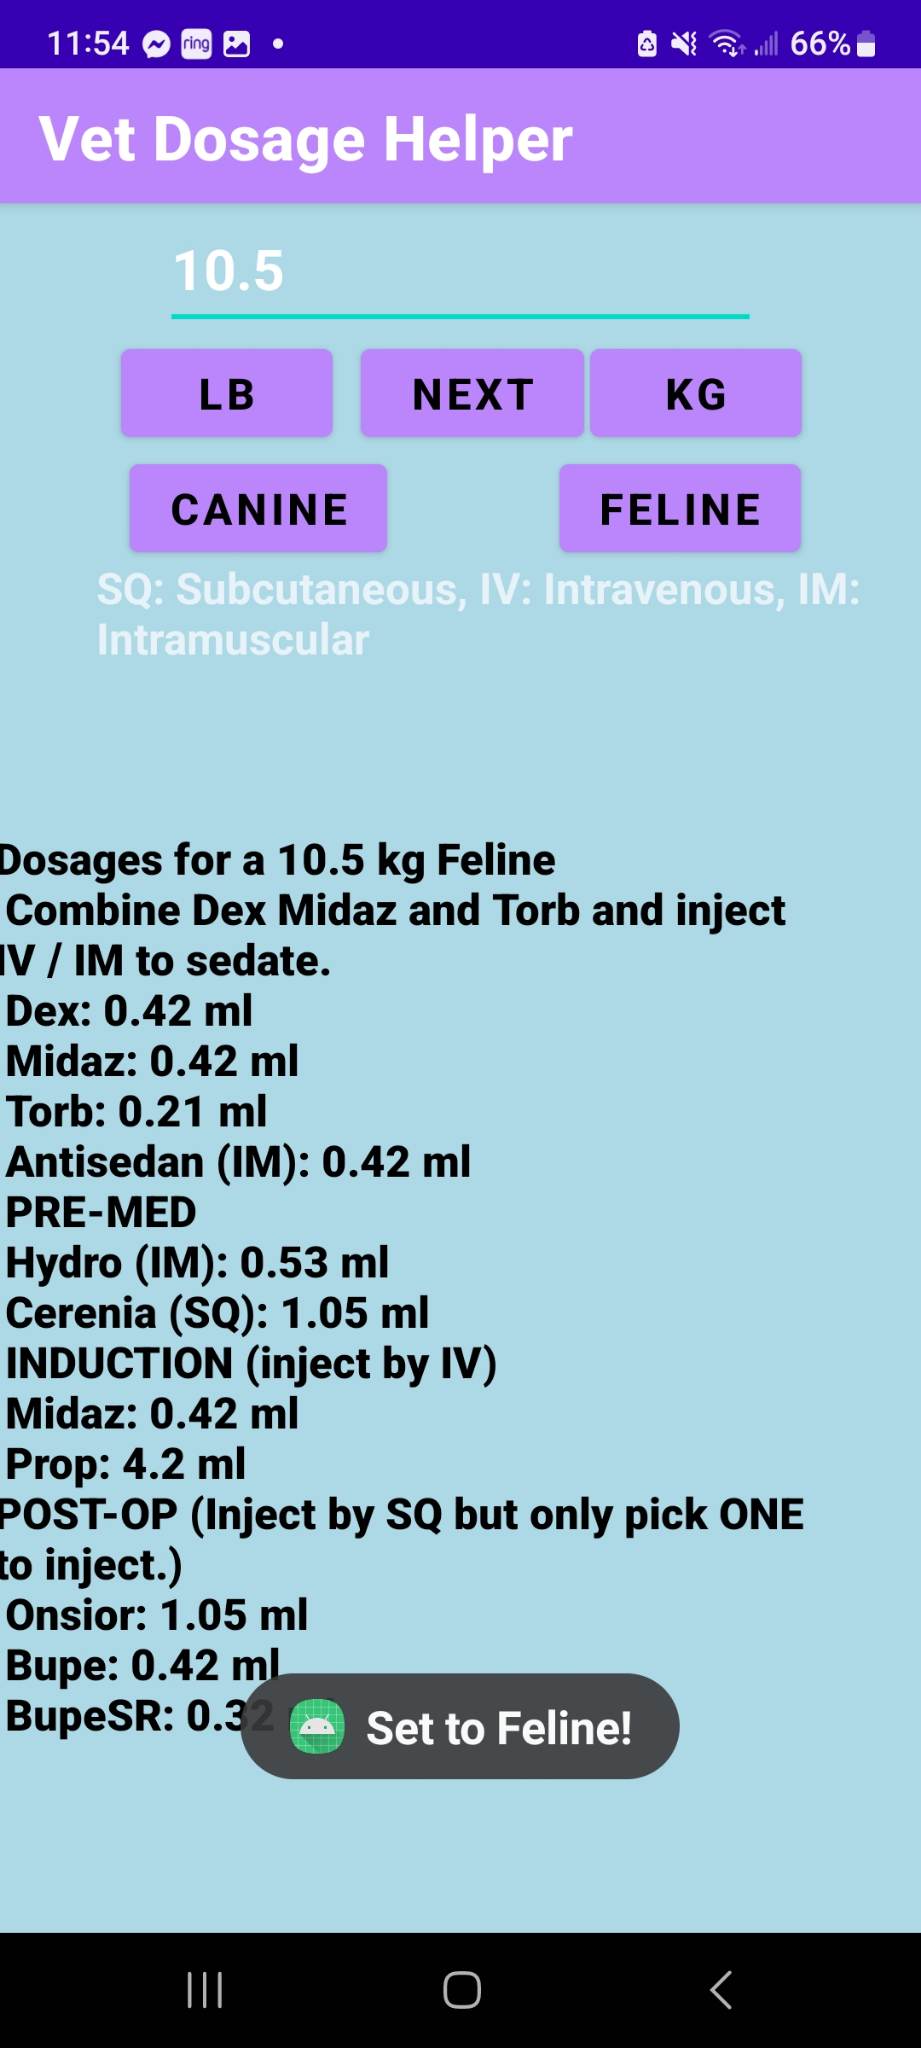 11:54 ring 66%
Vet Dosage Helper
10.5
LB NEXT KG
CANINE FELINE
SQ: Subcutaneous, IV: Intravenous, IM:
Intramuscular
Dosages for a 10.5 kg Feline
Combine Dex Midaz and Torb and inject
IV / IM to sedate.
Dex: 0.42 ml
Midaz: 0.42 ml
Torb: 0.21 ml
Antisedan (IM): 0.42 ml
PRE-MED
Hydro (IM): 0.53 ml
Cerenia (SQ): 1.05 ml
INDUCTION (inject by IV)
Midaz: 0.42 ml
Prop: 4.2 ml
POST-OP (Inject by SQ but only pick ONE
to inject.)
Onsior: 1.05 ml
Bupe: 0.42 ml
BupeSR: 0.32
Set to Feline!